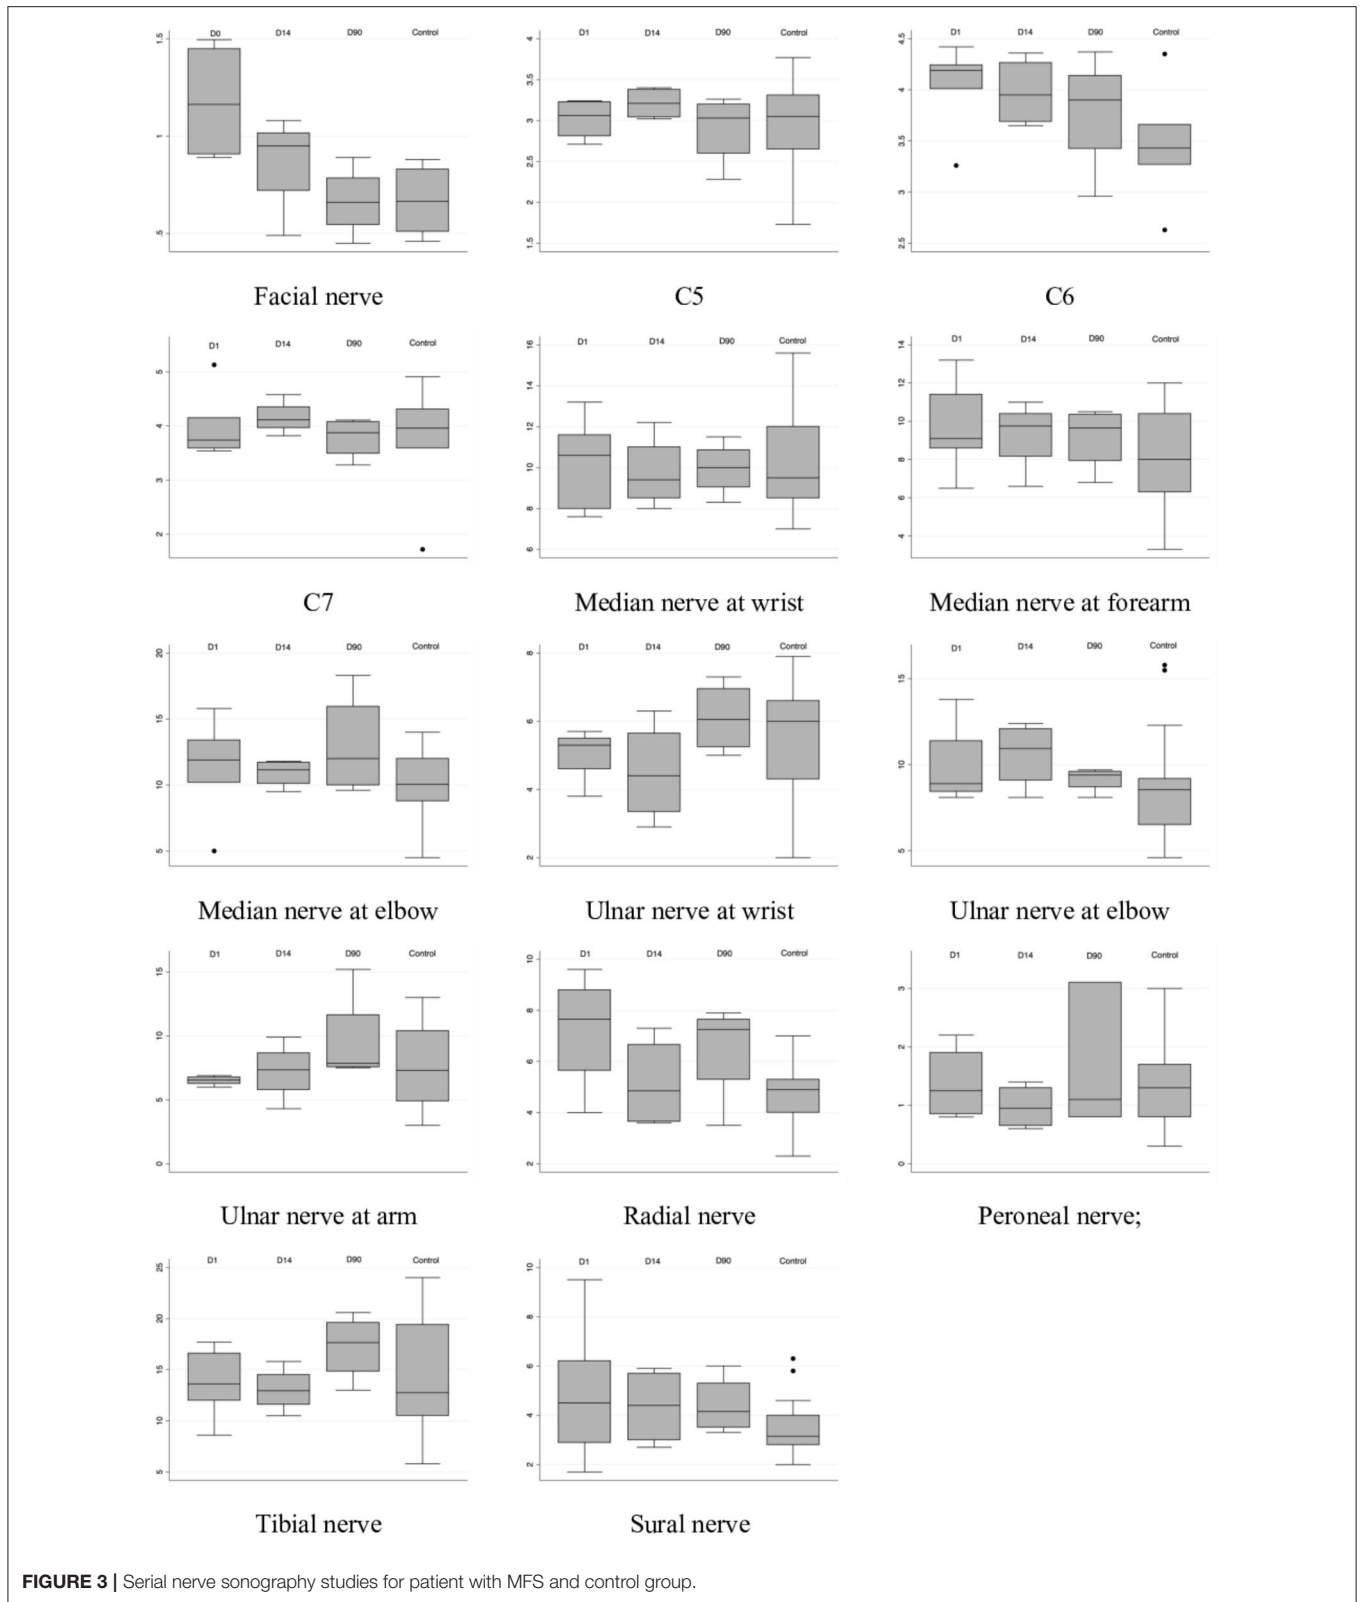 D0 D14 D90 Control
1.5
1
.5
Facial nerve
D1 D14 D90 Control
4
3.5
3
2.5
2
1.5
C5
D1 D14 D90 Control
4.5
4
3.5
3
2.5
C6
D1 D14 D90 Control
5
4
3
2
C7
D1 D14 D90 Control
16
14
12
10
8
6
Median nerve at wrist
D1 D14 D90 Control
14
12
10
8
6
4
Median nerve at forearm
D1 D14 D90 Control
20
15
10
5
Median nerve at elbow
D1 D14 D90 Control
8
6
4
2
Ulnar nerve at wrist
D1 D14 D90 Control
15
10
5
Ulnar nerve at elbow
D1 D14 D90 Control
15
10
5
0
Ulnar nerve at arm
D1 D14 D90 Control
10
8
6
4
2
Radial nerve
D1 D14 D90 Control
3
2
1
0
Peroneal nerve;
D1 D14 D90 Control
25
20
15
10
5
Tibial nerve
D1 D14 D90 Control
10
8
6
4
2
Sural nerve
FIGURE 3 | Serial nerve sonography studies for patient with MFS and control group.